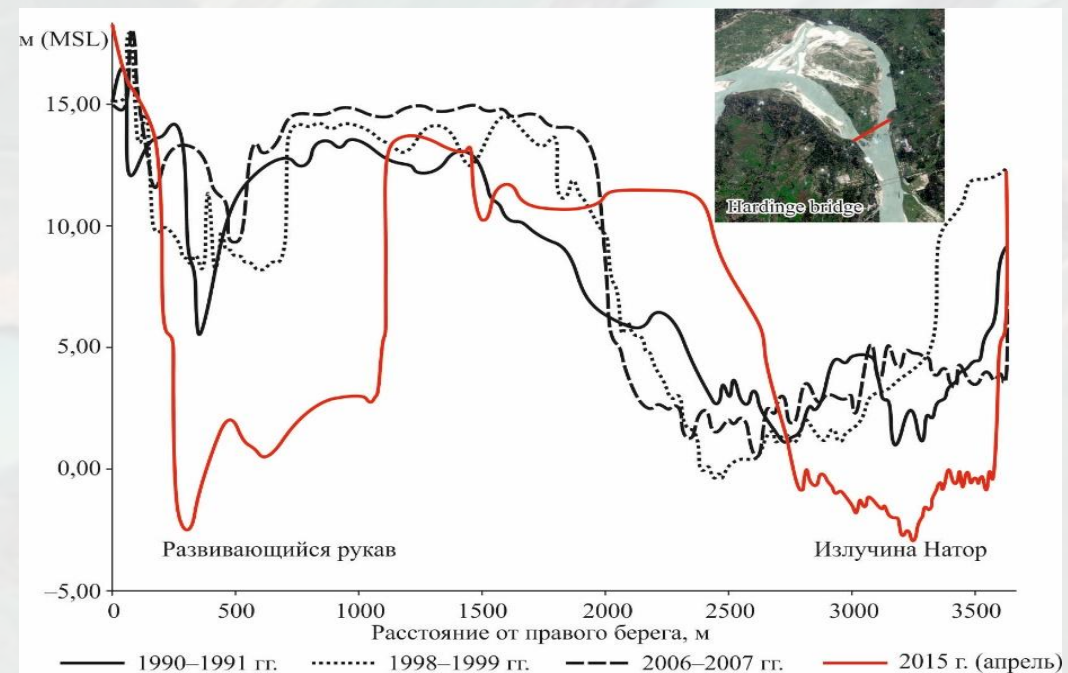 м (MSL)
15,00
10,00
5,00
0,00
–5,00
Hardinge bridge
Развивающийся рукав
Излучина Натор
0 500 1000 1500 2000 2500 3000 3500
Расстояние от правого берега, м
1990–1991 гг. 1998–1999 гг. 2006–2007 гг. 2015 г. (апрель)